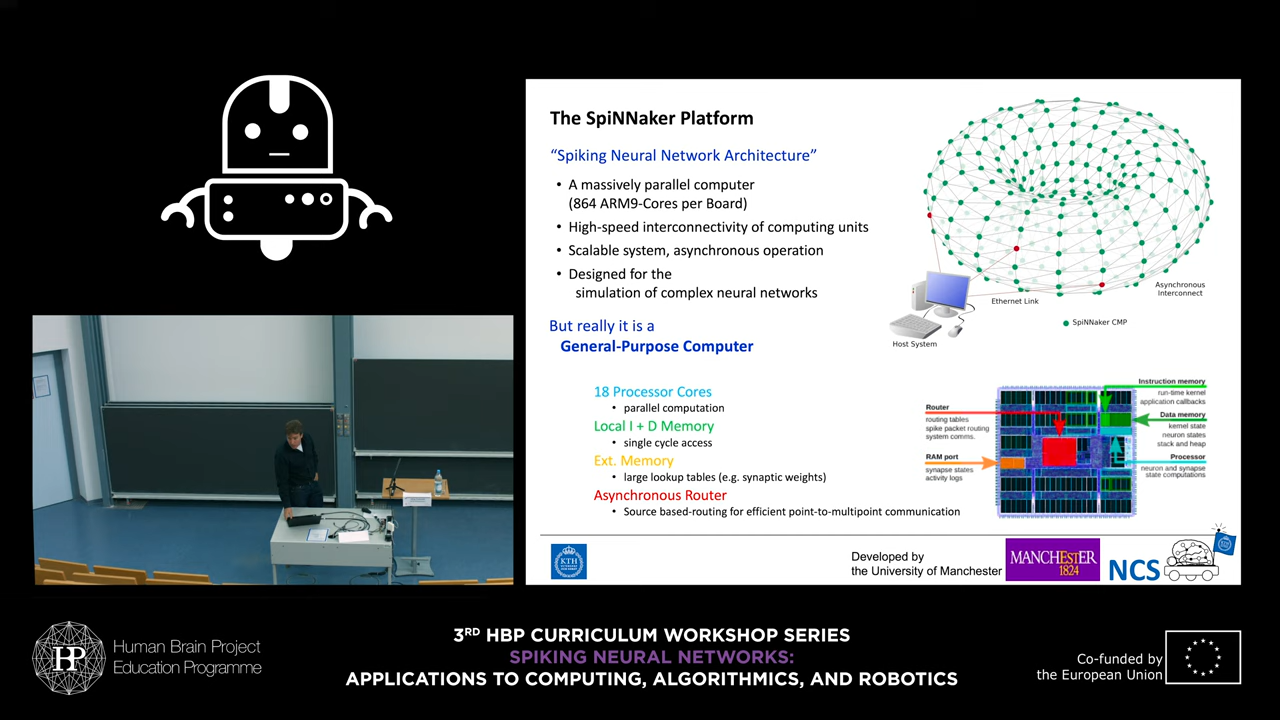 The SpiNNaker Platform
“Spiking Neural Network Architecture”
• A massively parallel computer
(864 ARM9-Cores per Board)
• High-speed interconnectivity of computing units
• Scalable system, asynchronous operation
• Designed for the
simulation of complex neural networks
But really it is a
General-Purpose Computer
Ethernet Link
Asynchronous
Interconnect
SpiNNaker CMP
Host System
18 Processor Cores
• parallel computation
Local I + D Memory
• single cycle access
Ext. Memory
• large lookup tables (e.g. synaptic weights)
Asynchronous Router
• Source based-routing for efficient point-to-multipoint communication
Router
routing tables
spike packet routing
system comms.
RAM port
synapse states
activity logs
Instruction memory
run-time kernel
application callbacks
Data memory
kernel state
neuron states
stack and heap
Processor
neuron and synapse
state computations
KTH
Developed by
the University of Manchester
MANCHESTER
1824
NCS
HBP
Human Brain Project
Education Programme
3RD HBP CURRICULUM WORKSHOP SERIES
SPIKING NEURAL NETWORKS:
APPLICATIONS TO COMPUTING, ALGORITHMICS, AND ROBOTICS
Co-funded by
the European Union